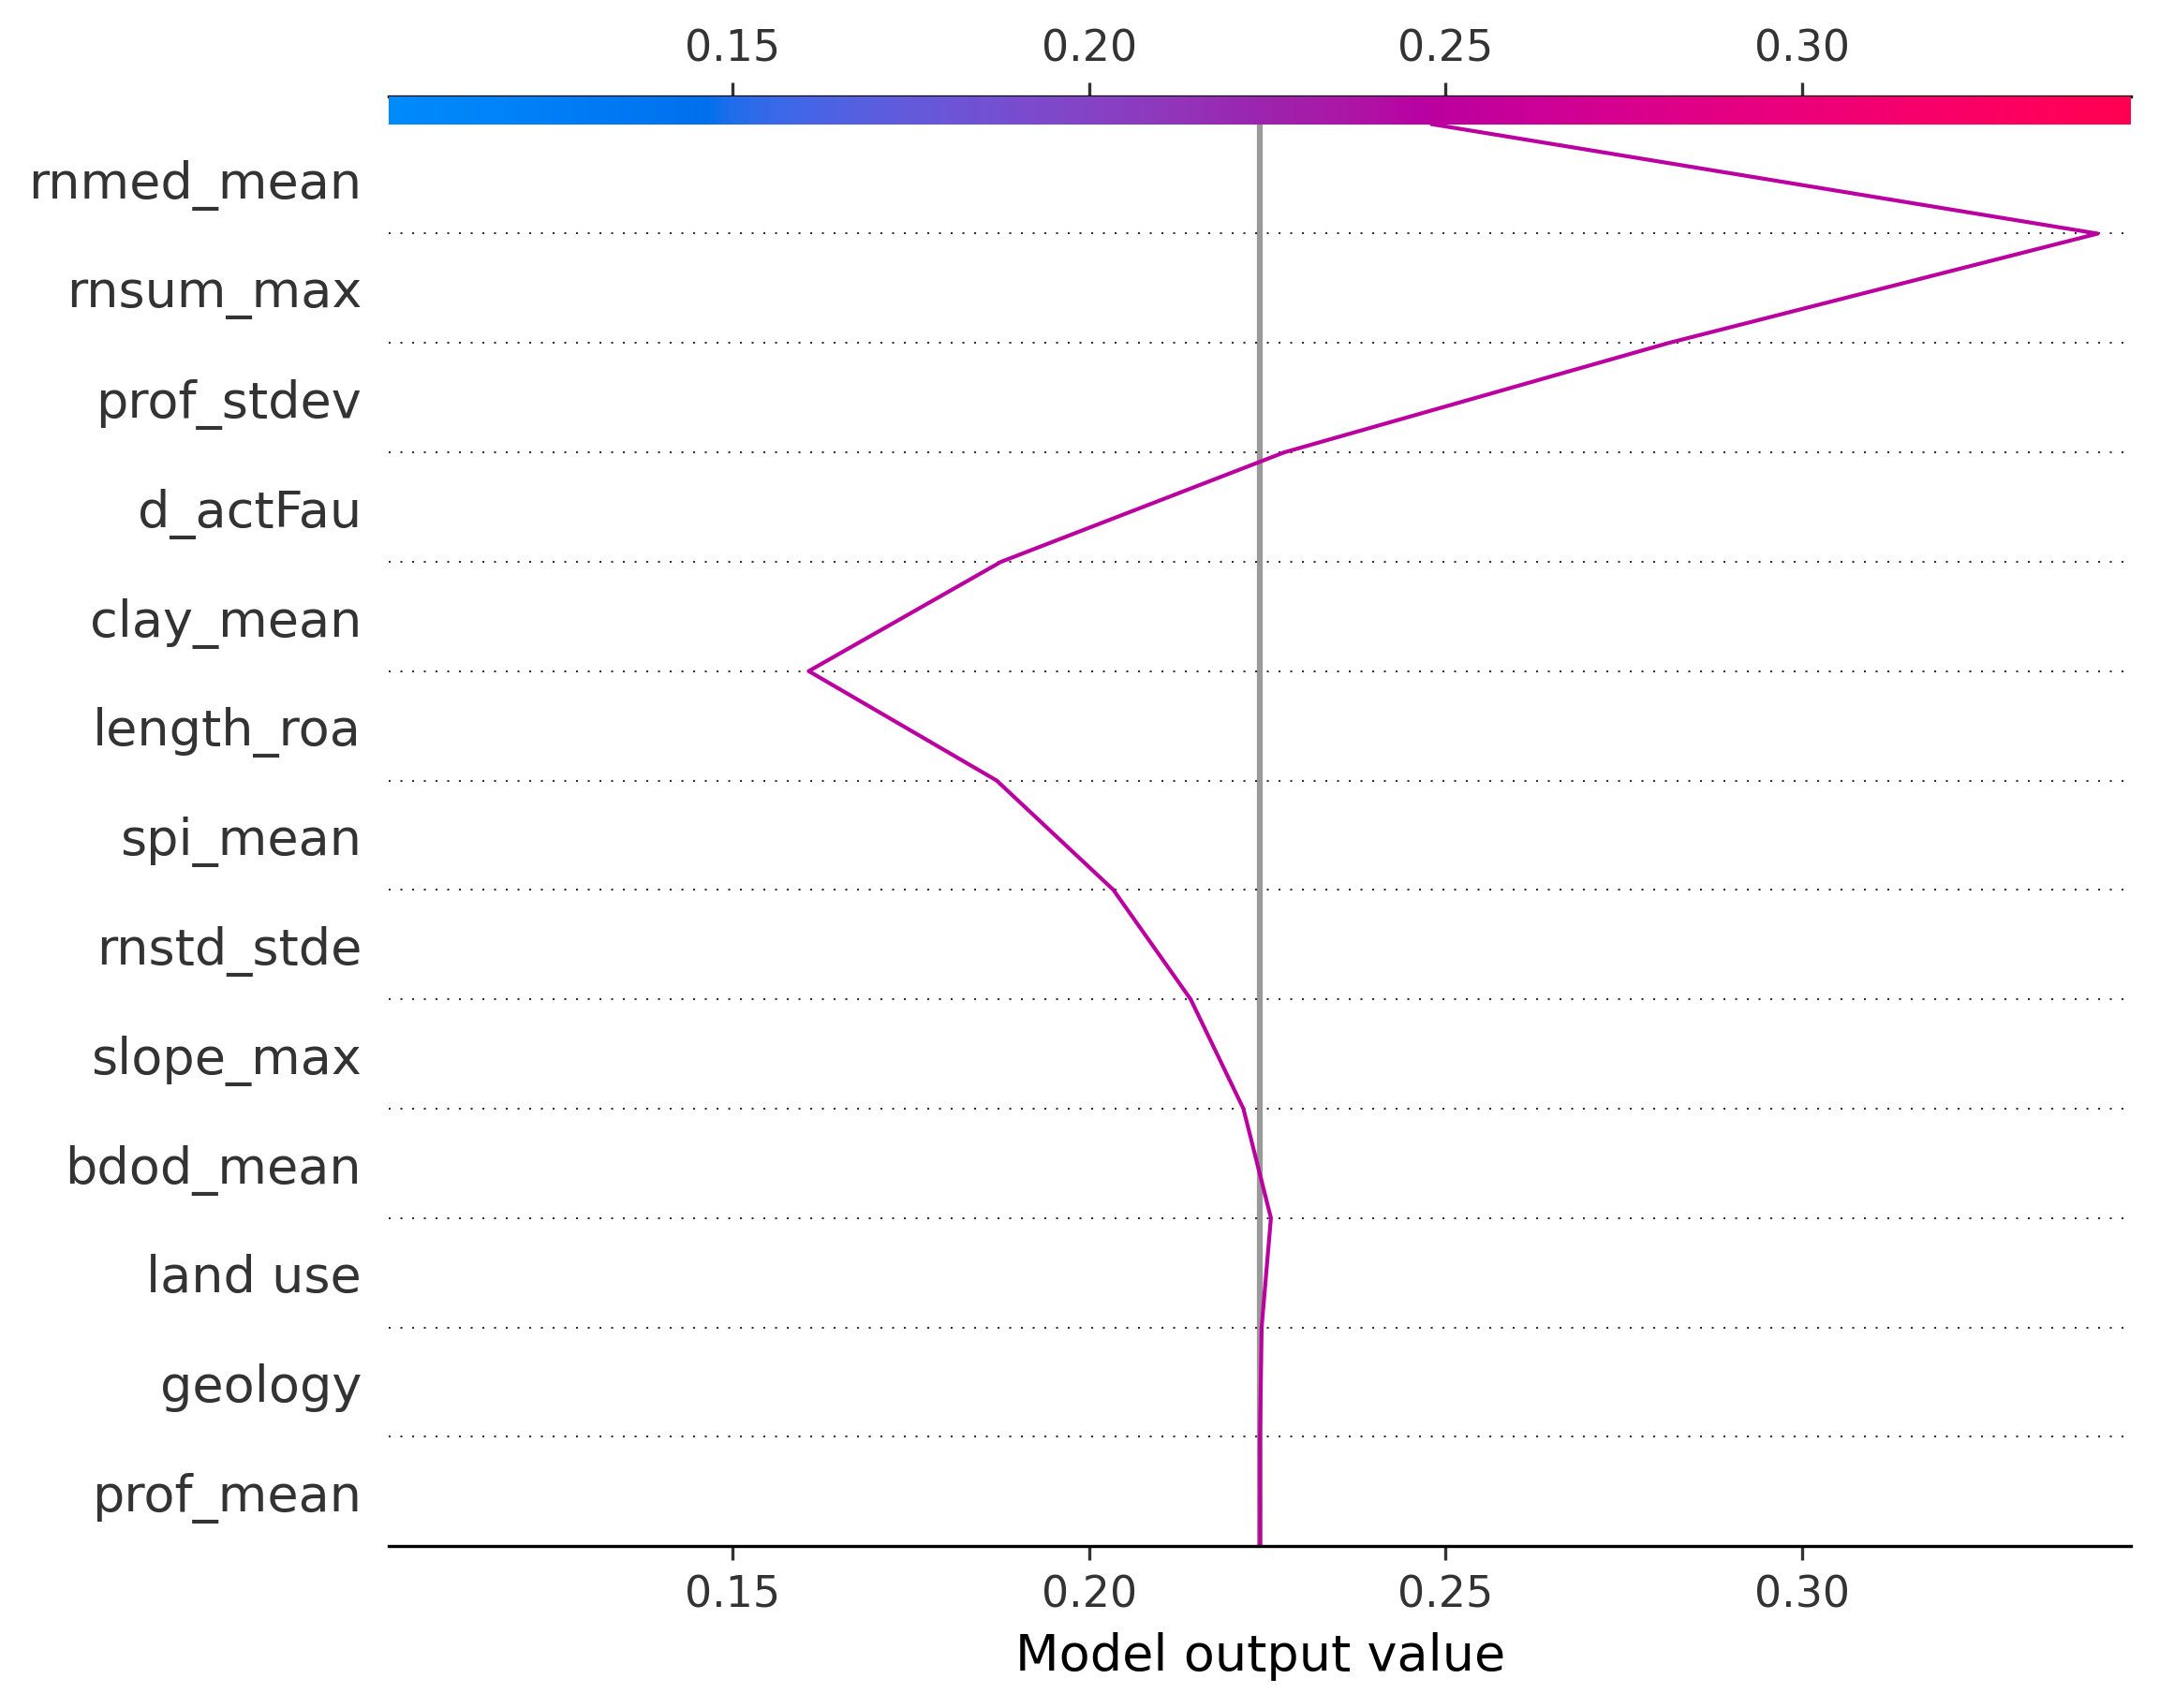 0.15 0.20 0.25 0.30
rnmed_mean
rnsum_max
prof_stdev
d_actFau
clay_mean
length_roa
spi_mean
rnstd_stde
slope_max
bdod_mean
land use
geology
prof_mean
0.15 0.20 0.25 0.30
Model output value